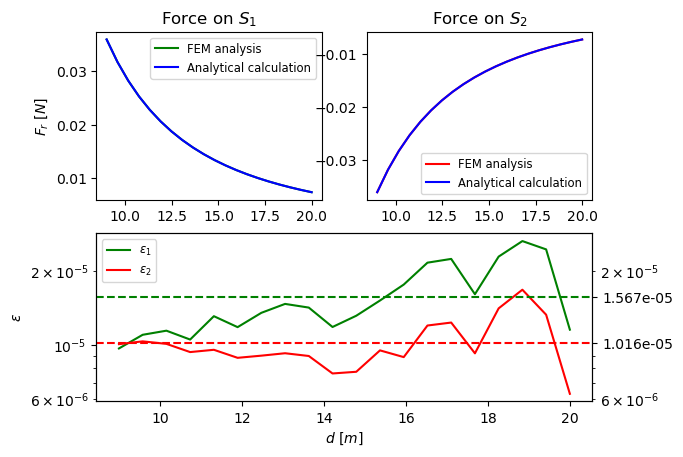 Force on S₁
Force on S₂
FEM analysis
Analytical calculation
0.03
0.02
0.01
Fᵣ [N]
10.0 12.5 15.0 17.5 20.0
−0.01
−0.02
−0.03
FEM analysis
Analytical calculation
10.0 12.5 15.0 17.5 20.0
ε₁
ε₂
2 × 10⁻⁵
10⁻⁵
6 × 10⁻⁶
ε
2 × 10⁻⁵
1.567e-05
1.016e-05
6 × 10⁻⁶
10 12 14 16 18 20
d [m]